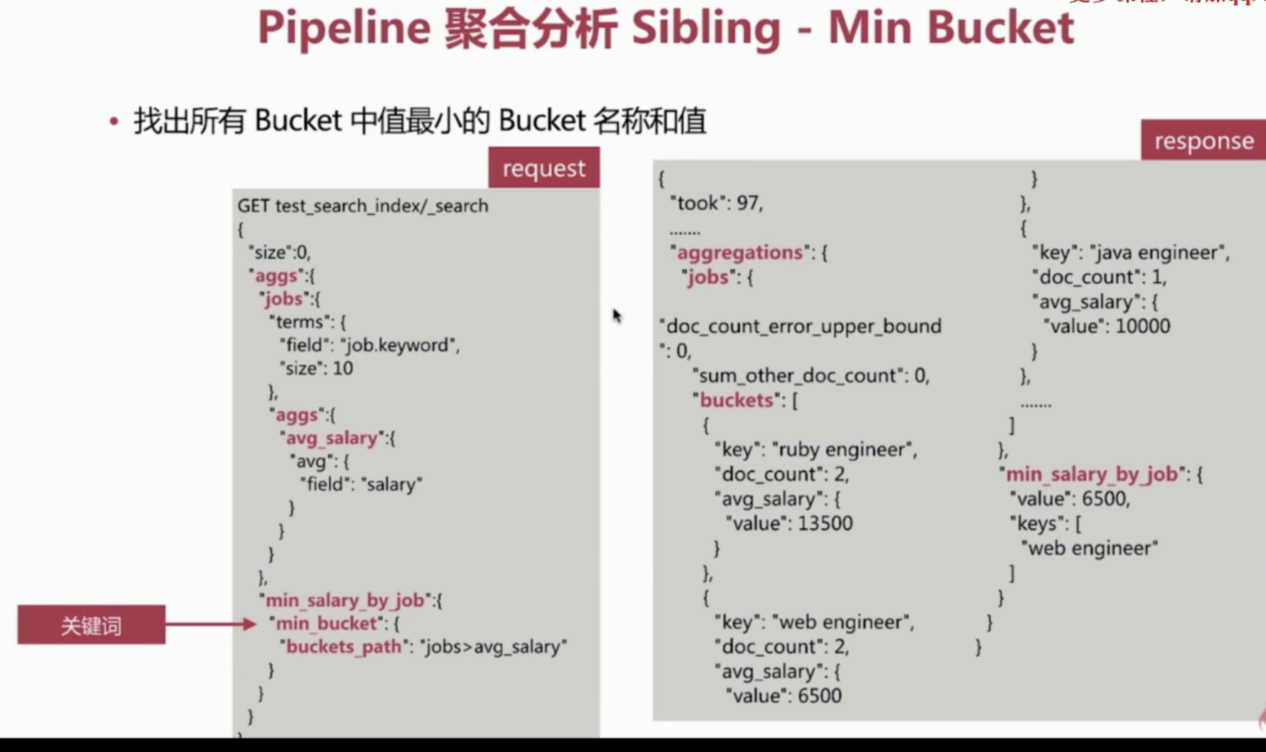 Pipeline 聚合分析 Sibling - Min Bucket
• 找出所有 Bucket 中值最小的 Bucket 名称和值
request
GET test_search_index/_search
{
"size":0,
"aggs":{
"jobs":{
"terms": {
"field": "job.keyword",
"size": 10
},
"aggs":{
"avg_salary":{
"avg": {
"field": "salary"
}
}
}
},
"min_salary_by_job":{
"min_bucket": {
"buckets_path": "jobs>avg_salary"
}
}
}
关键词
response
{
"took": 97,
.......
"aggregations": {
"jobs": {
"doc_count_error_upper_bound
": 0,
"sum_other_doc_count": 0,
"buckets": [
{
"key": "ruby engineer",
"doc_count": 2,
"avg_salary": {
"value": 13500
}
},
{
"key": "web engineer",
"doc_count": 2,
"avg_salary": {
"value": 6500
}
},
{
"key": "java engineer",
"doc_count": 1,
"avg_salary": {
"value": 10000
}
},
.......
]
},
"min_salary_by_job": {
"value": 6500,
"keys": [
"web engineer"
]
}
}
}